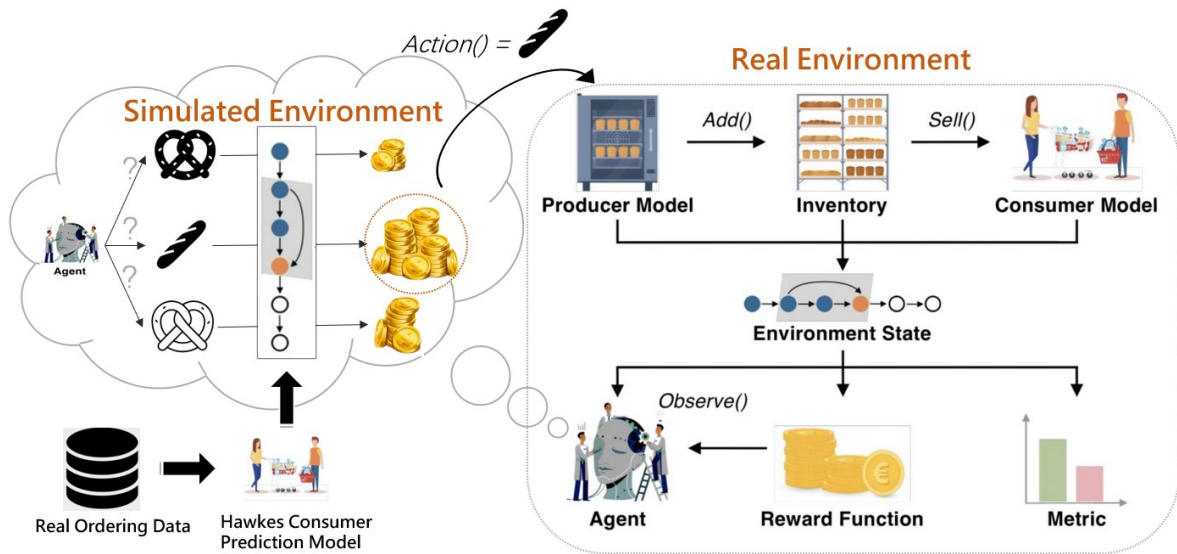 Action() =
Real Environment
Simulated Environment
?
?
?
Agent
Add()
Sell()
Producer Model
Inventory
Consumer Model
Environment State
Observe()
€
Agent
Reward Function
Metric
Real Ordering Data
Hawkes Consumer
Prediction Model